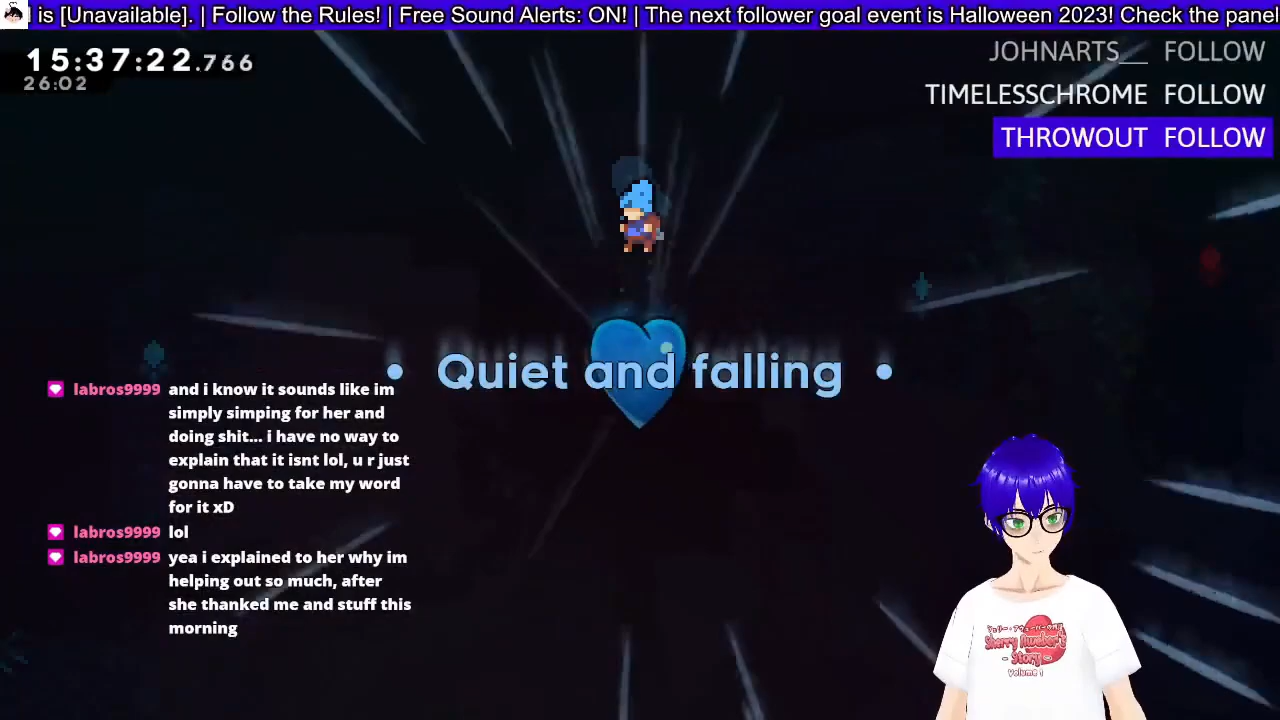 is [Unavailable]. | Follow the Rules! | Free Sound Alerts: ON! | The next follower goal event is Halloween 2023! Check the panel
15:37:22.766
26:02
JOHNARTS__ FOLLOW
TIMELESSCHROME FOLLOW
THROWOUT FOLLOW
• Quiet and falling •
labros9999 and i know it sounds like im
simply simping for her and
doing shit... i have no way to
explain that it isnt lol, u r just
gonna have to take my word
for it xD
labros9999 lol
labros9999 yea i explained to her why im
helping out so much, after
she thanked me and stuff this
morning
Story
Volume 1